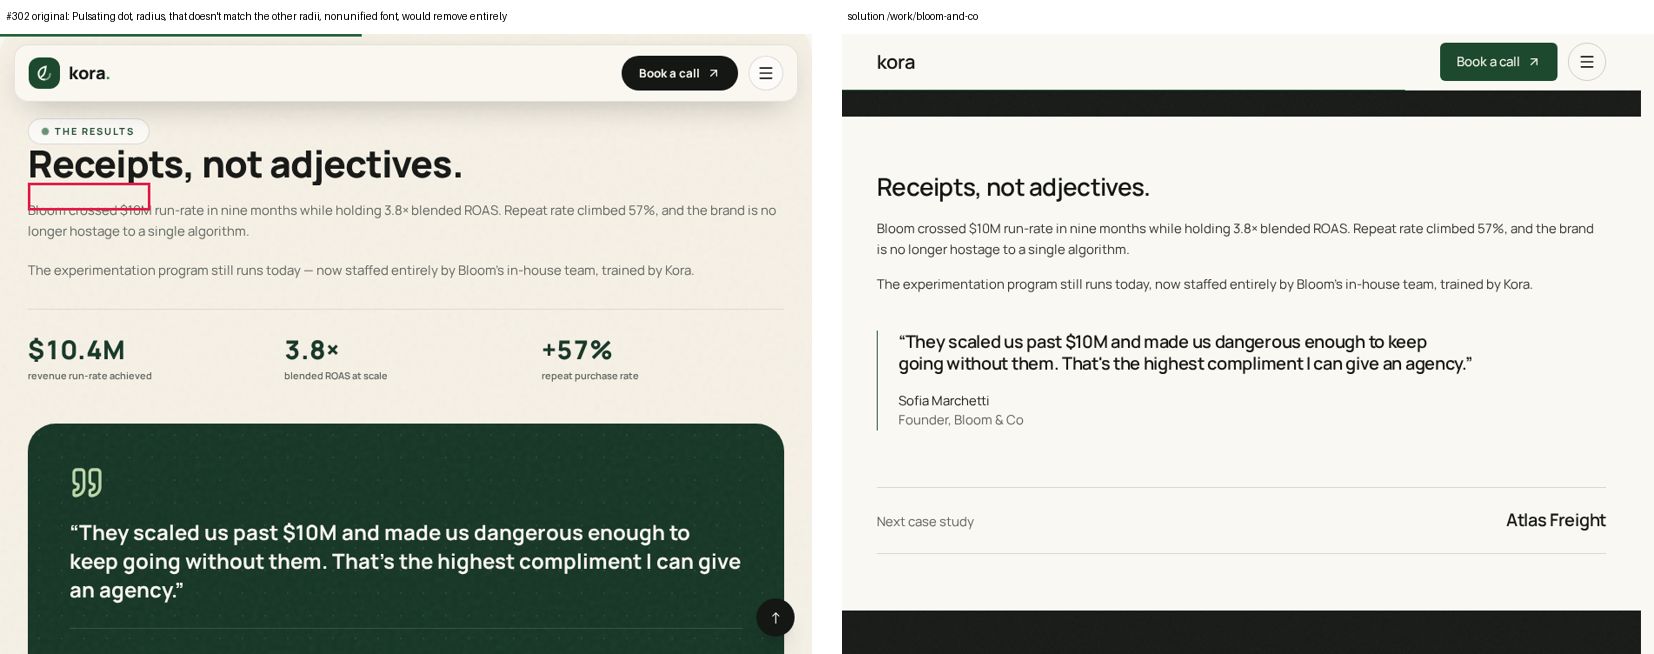 #302 original: Pulsating dot, radius, that doesn't match the other radii, nonunified font, would remove entirely
kora.
Book a call
THE RESULTS
Receipts, not adjectives.
Bloom crossed $10M run-rate in nine months while holding 3.8× blended ROAS. Repeat rate climbed 57%, and the brand is no
longer hostage to a single algorithm.
The experimentation program still runs today — now staffed entirely by Bloom's in-house team, trained by Kora.
$10.4M
revenue run-rate achieved
3.8×
blended ROAS at scale
+57%
repeat purchase rate
“They scaled us past $10M and made us dangerous enough to
keep going without them. That's the highest compliment I can give
an agency.”
solution /work/bloom-and-co
kora
Book a call
Receipts, not adjectives.
Bloom crossed $10M run-rate in nine months while holding 3.8× blended ROAS. Repeat rate climbed 57%, and the brand
is no longer hostage to a single algorithm.
The experimentation program still runs today, now staffed entirely by Bloom's in-house team, trained by Kora.
“They scaled us past $10M and made us dangerous enough to keep
going without them. That's the highest compliment I can give an agency.”
Sofia Marchetti
Founder, Bloom & Co
Next case study
Atlas Freight